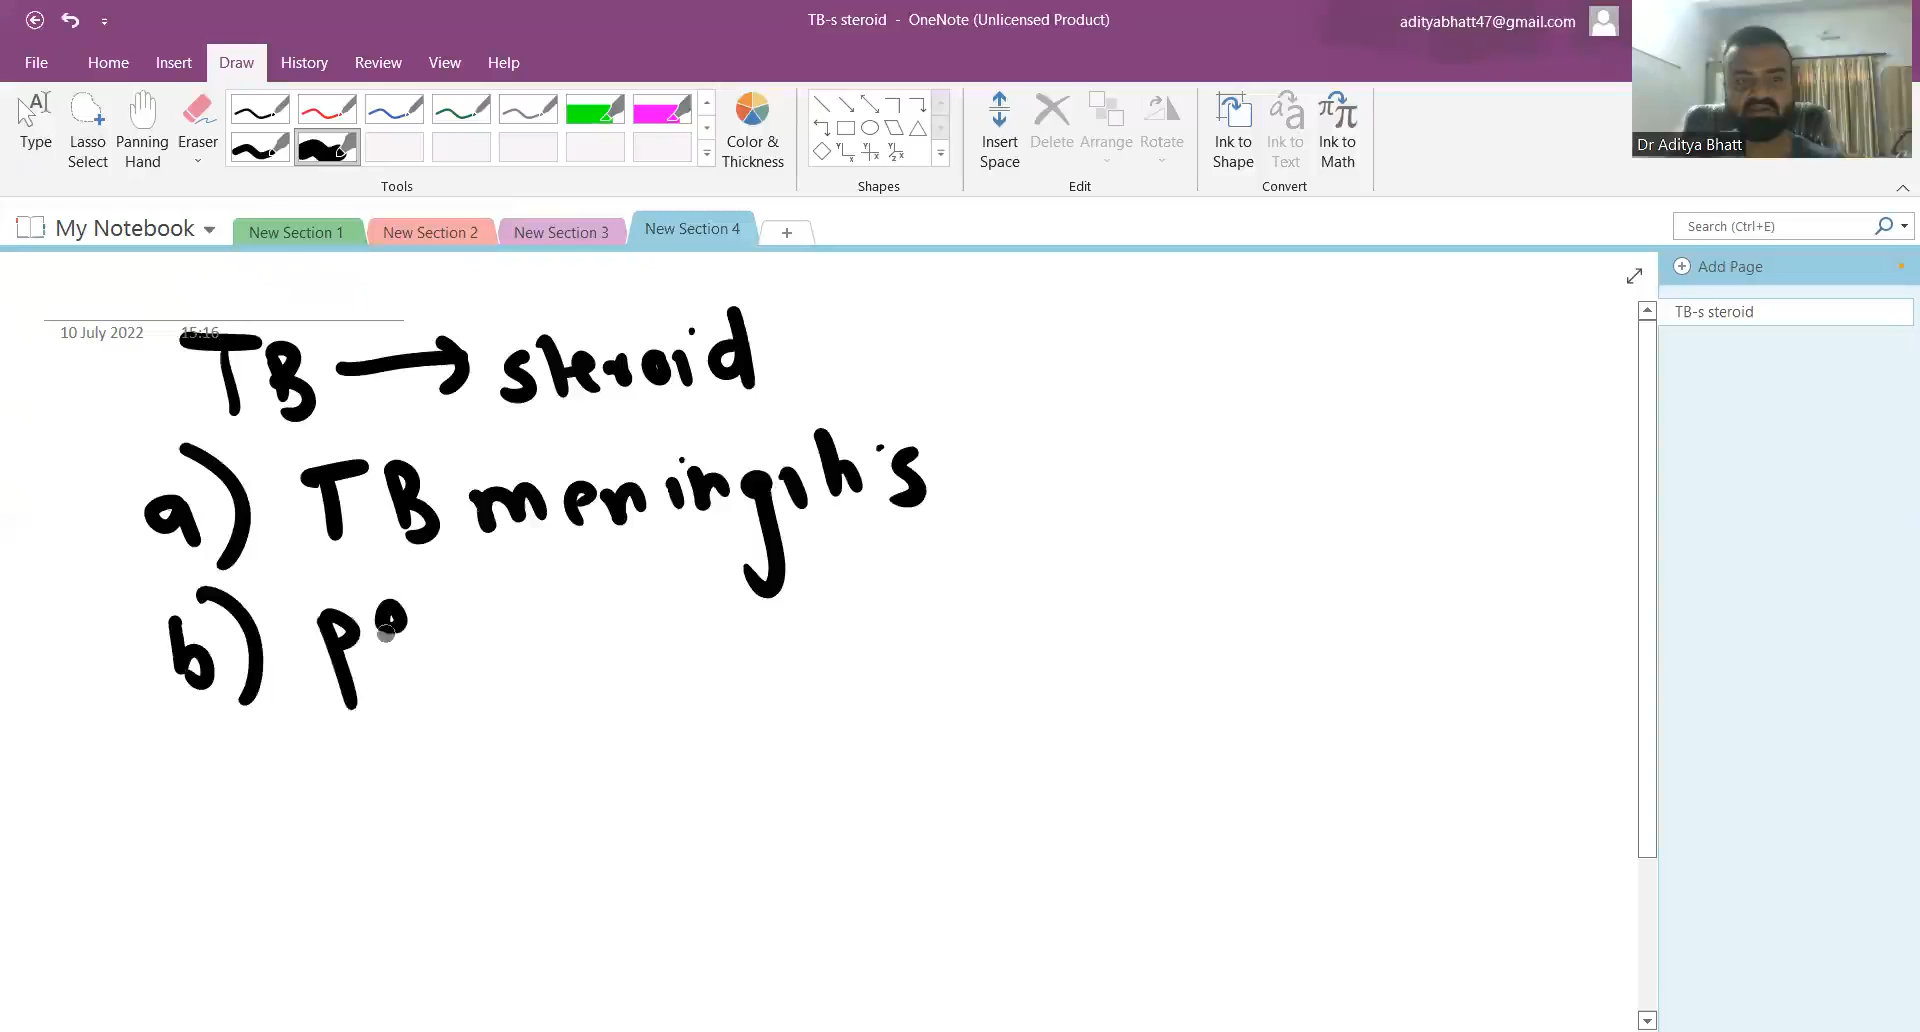 TB-s steroid - OneNote (Unlicensed Product)
adityabhatt47@gmail.com
File Home Insert Draw History Review View Help
Type
Lasso Select
Panning Hand
Eraser
Color & Thickness
Insert Space
Delete
Arrange
Rotate
Ink to Shape
Ink to Text
Ink to Math
Tools
Shapes
Edit
Convert
Dr Aditya Bhatt
My Notebook
New Section 1
New Section 2
New Section 3
New Section 4
Search (Ctrl+E)
Add Page
TB-s steroid
10 July 2022 15:16
TB → steroid
a) TB meningitis
b) pe